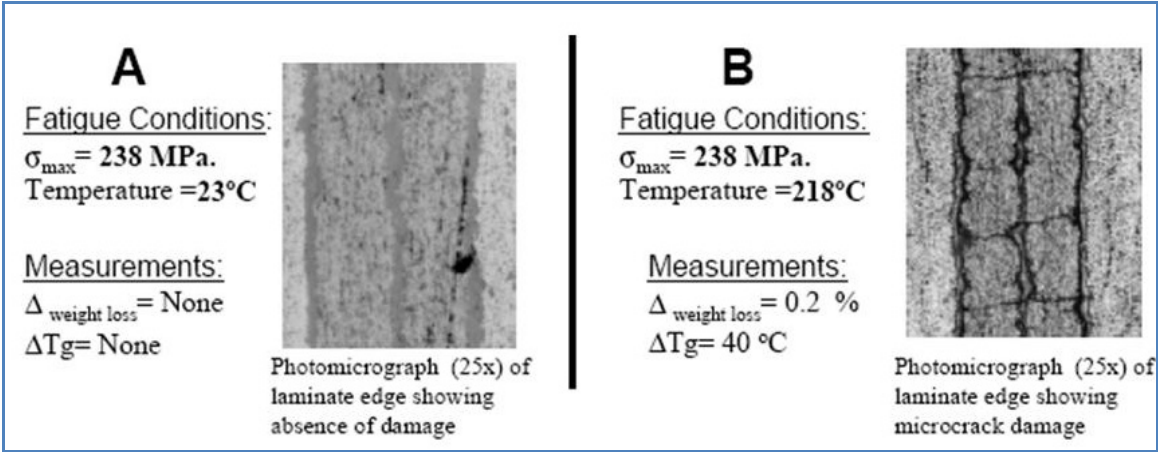 A
Fatigue Conditions:
σmax= 238 MPa.
Temperature =23°C
Measurements:
Δ weight loss= None
ΔTg= None
Photomicrograph (25x) of
laminate edge showing
absence of damage
B
Fatigue Conditions:
σmax= 238 MPa.
Temperature =218°C
Measurements:
Δ weight loss= 0.2 %
ΔTg= 40 °C
Photomicrograph (25x) of
laminate edge showing
microcrack damage